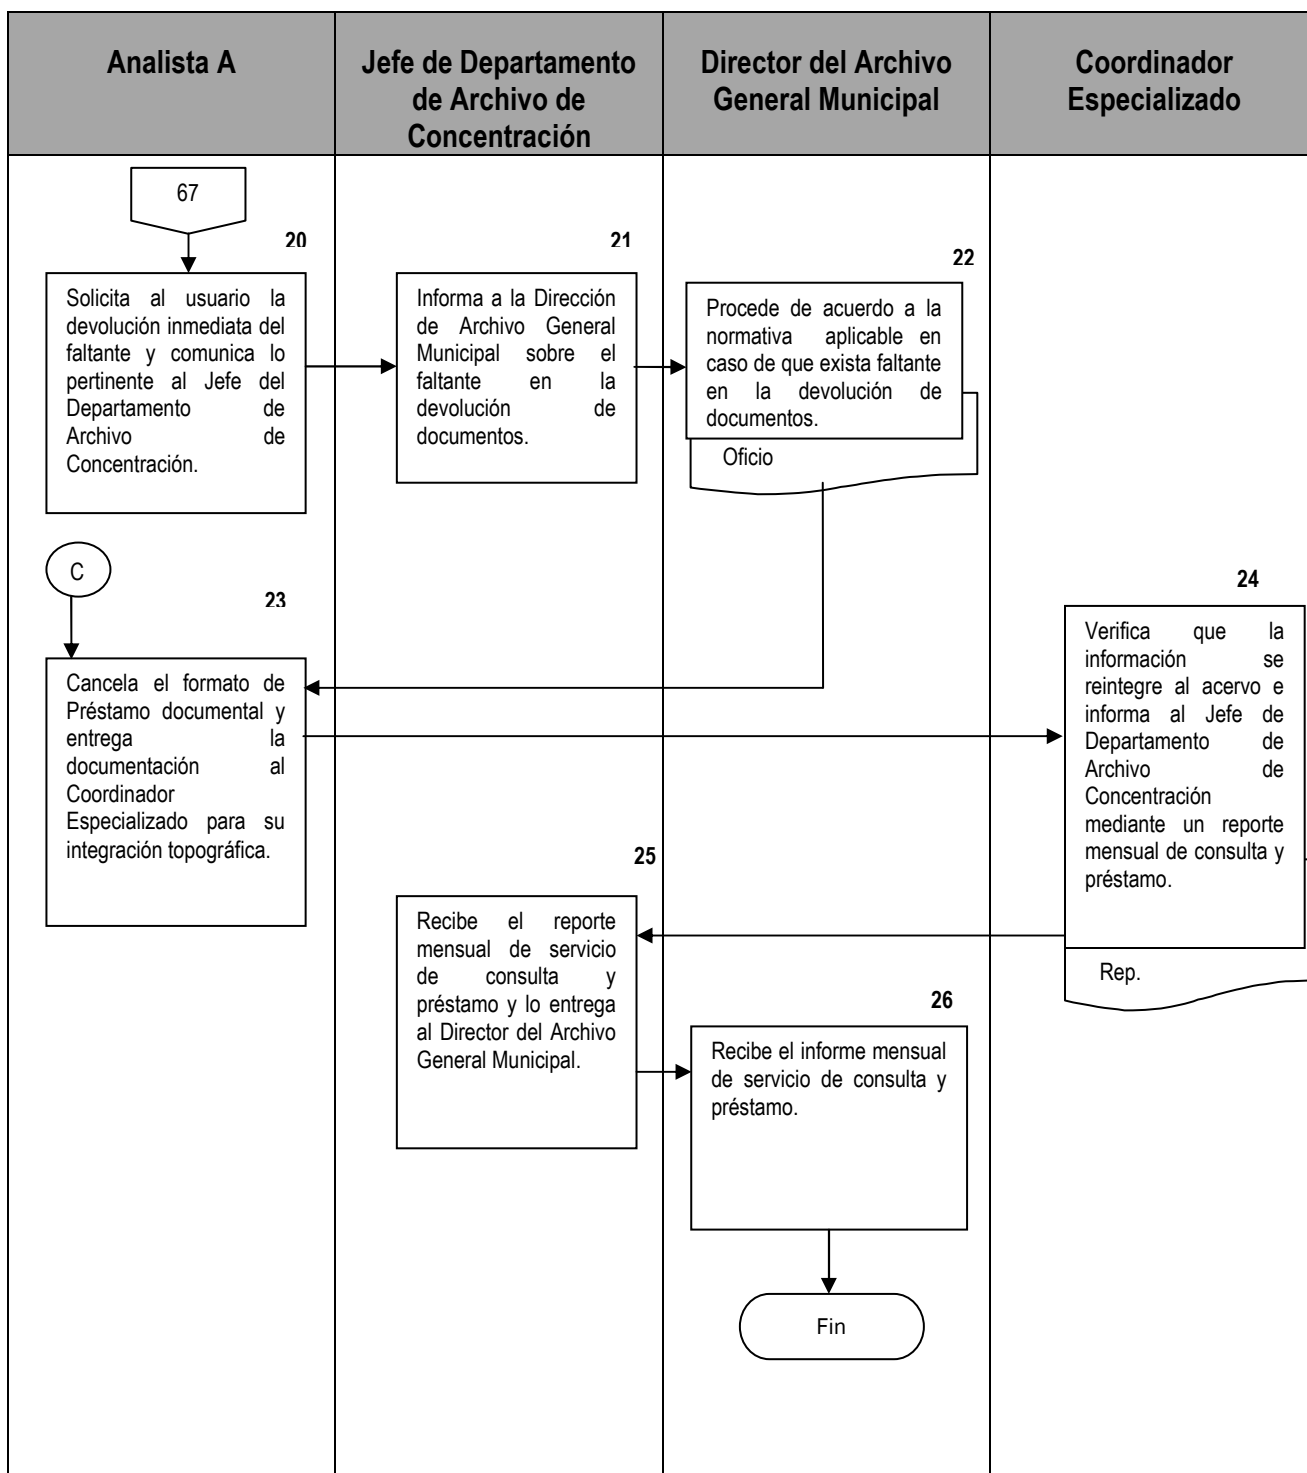 Analista A
Jefe de Departamento
de Archivo de
Concentración
Director del Archivo
General Municipal
Coordinador
Especializado
67
20
Solicita al usuario la
devolución inmediata del
faltante y comunica lo
pertinente al Jefe del
Departamento de
Archivo de
Concentración.
21
Informa a la Dirección
de Archivo General
Municipal sobre el
faltante en la
devolución de
documentos.
22
Procede de acuerdo a la
normativa aplicable en
caso de que exista faltante
en la devolución de
documentos.
Oficio
C
23
Cancela el formato de
Préstamo documental y
entrega la
documentación al
Coordinador
Especializado para su
integración topográfica.
24
Verifica que la
información se
reintegre al acervo e
informa al Jefe de
Departamento de
Archivo de
Concentración
mediante un reporte
mensual de consulta y
préstamo.
Rep.
25
Recibe el reporte
mensual de servicio
de consulta y
préstamo y lo entrega
al Director del Archivo
General Municipal.
26
Recibe el informe mensual
de servicio de consulta y
préstamo.
Fin